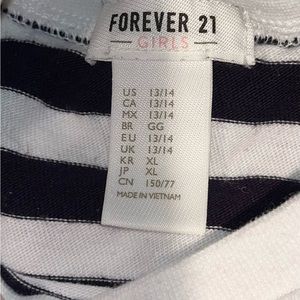 FOREVER 21
GIRLS
US 13/14
CA 13/14
MX 13/14
BR GG
EU 13/14
UK 13/14
KR XL
JP XL
CN 150/77
MADE IN VIETNAM